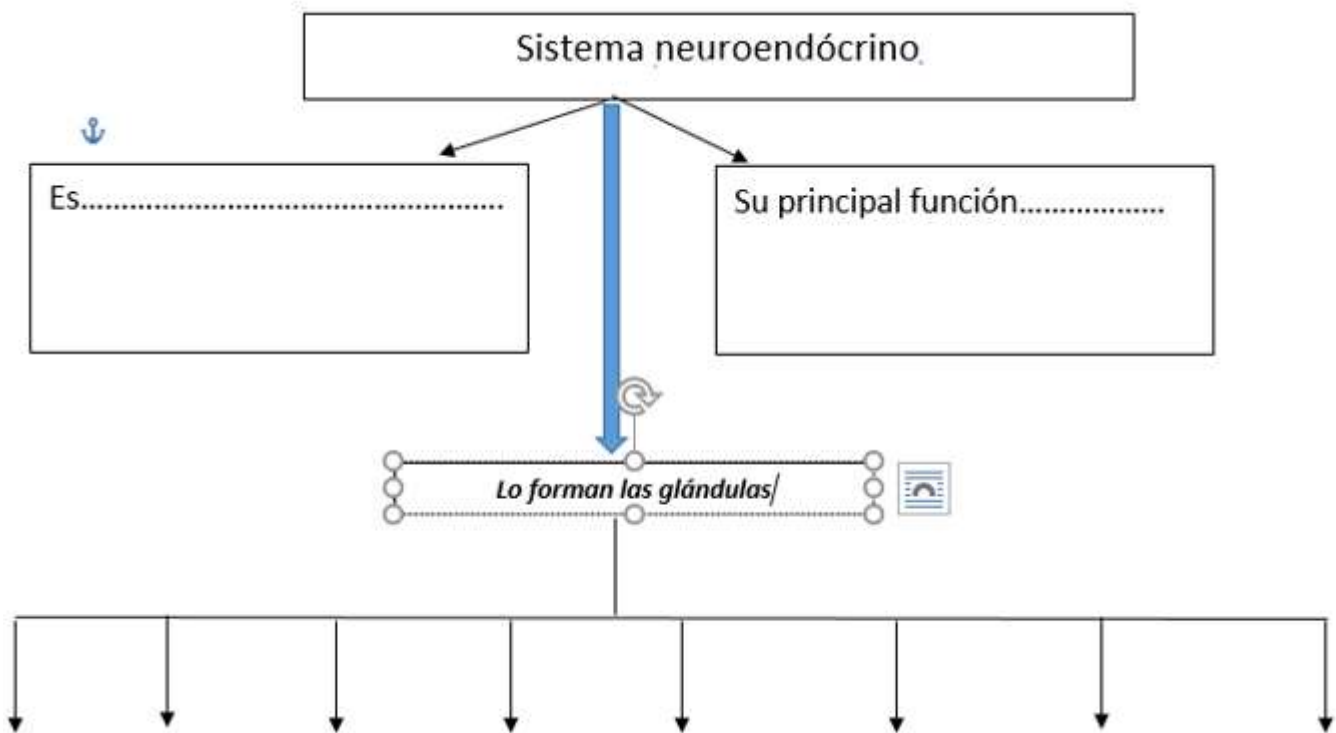 Sistema neuroendócrino.
Es......................................................
Su principal función..................
Lo forman las glándulas